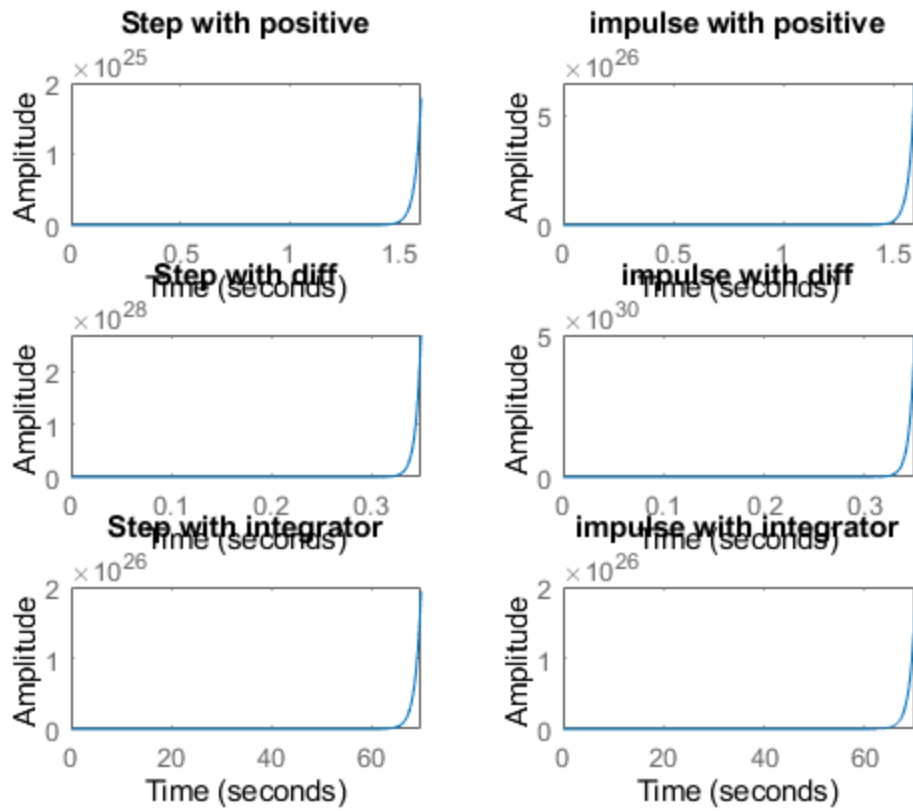 Step with positive
impulse with positive
× 10^25
× 10^26
Amplitude
2
1
0
0 0.5 1 1.5
Time (seconds)
Amplitude
5
0
0 0.5 1 1.5
Time (seconds)
Step with diff
impulse with diff
× 10^28
× 10^30
Amplitude
2
1
0
0 0.1 0.2 0.3
Time (seconds)
Amplitude
5
0
0 0.1 0.2 0.3
Time (seconds)
Step with integrator
impulse with integrator
× 10^26
× 10^26
Amplitude
2
1
0
0 20 40 60
Time (seconds)
Amplitude
2
1
0
0 20 40 60
Time (seconds)